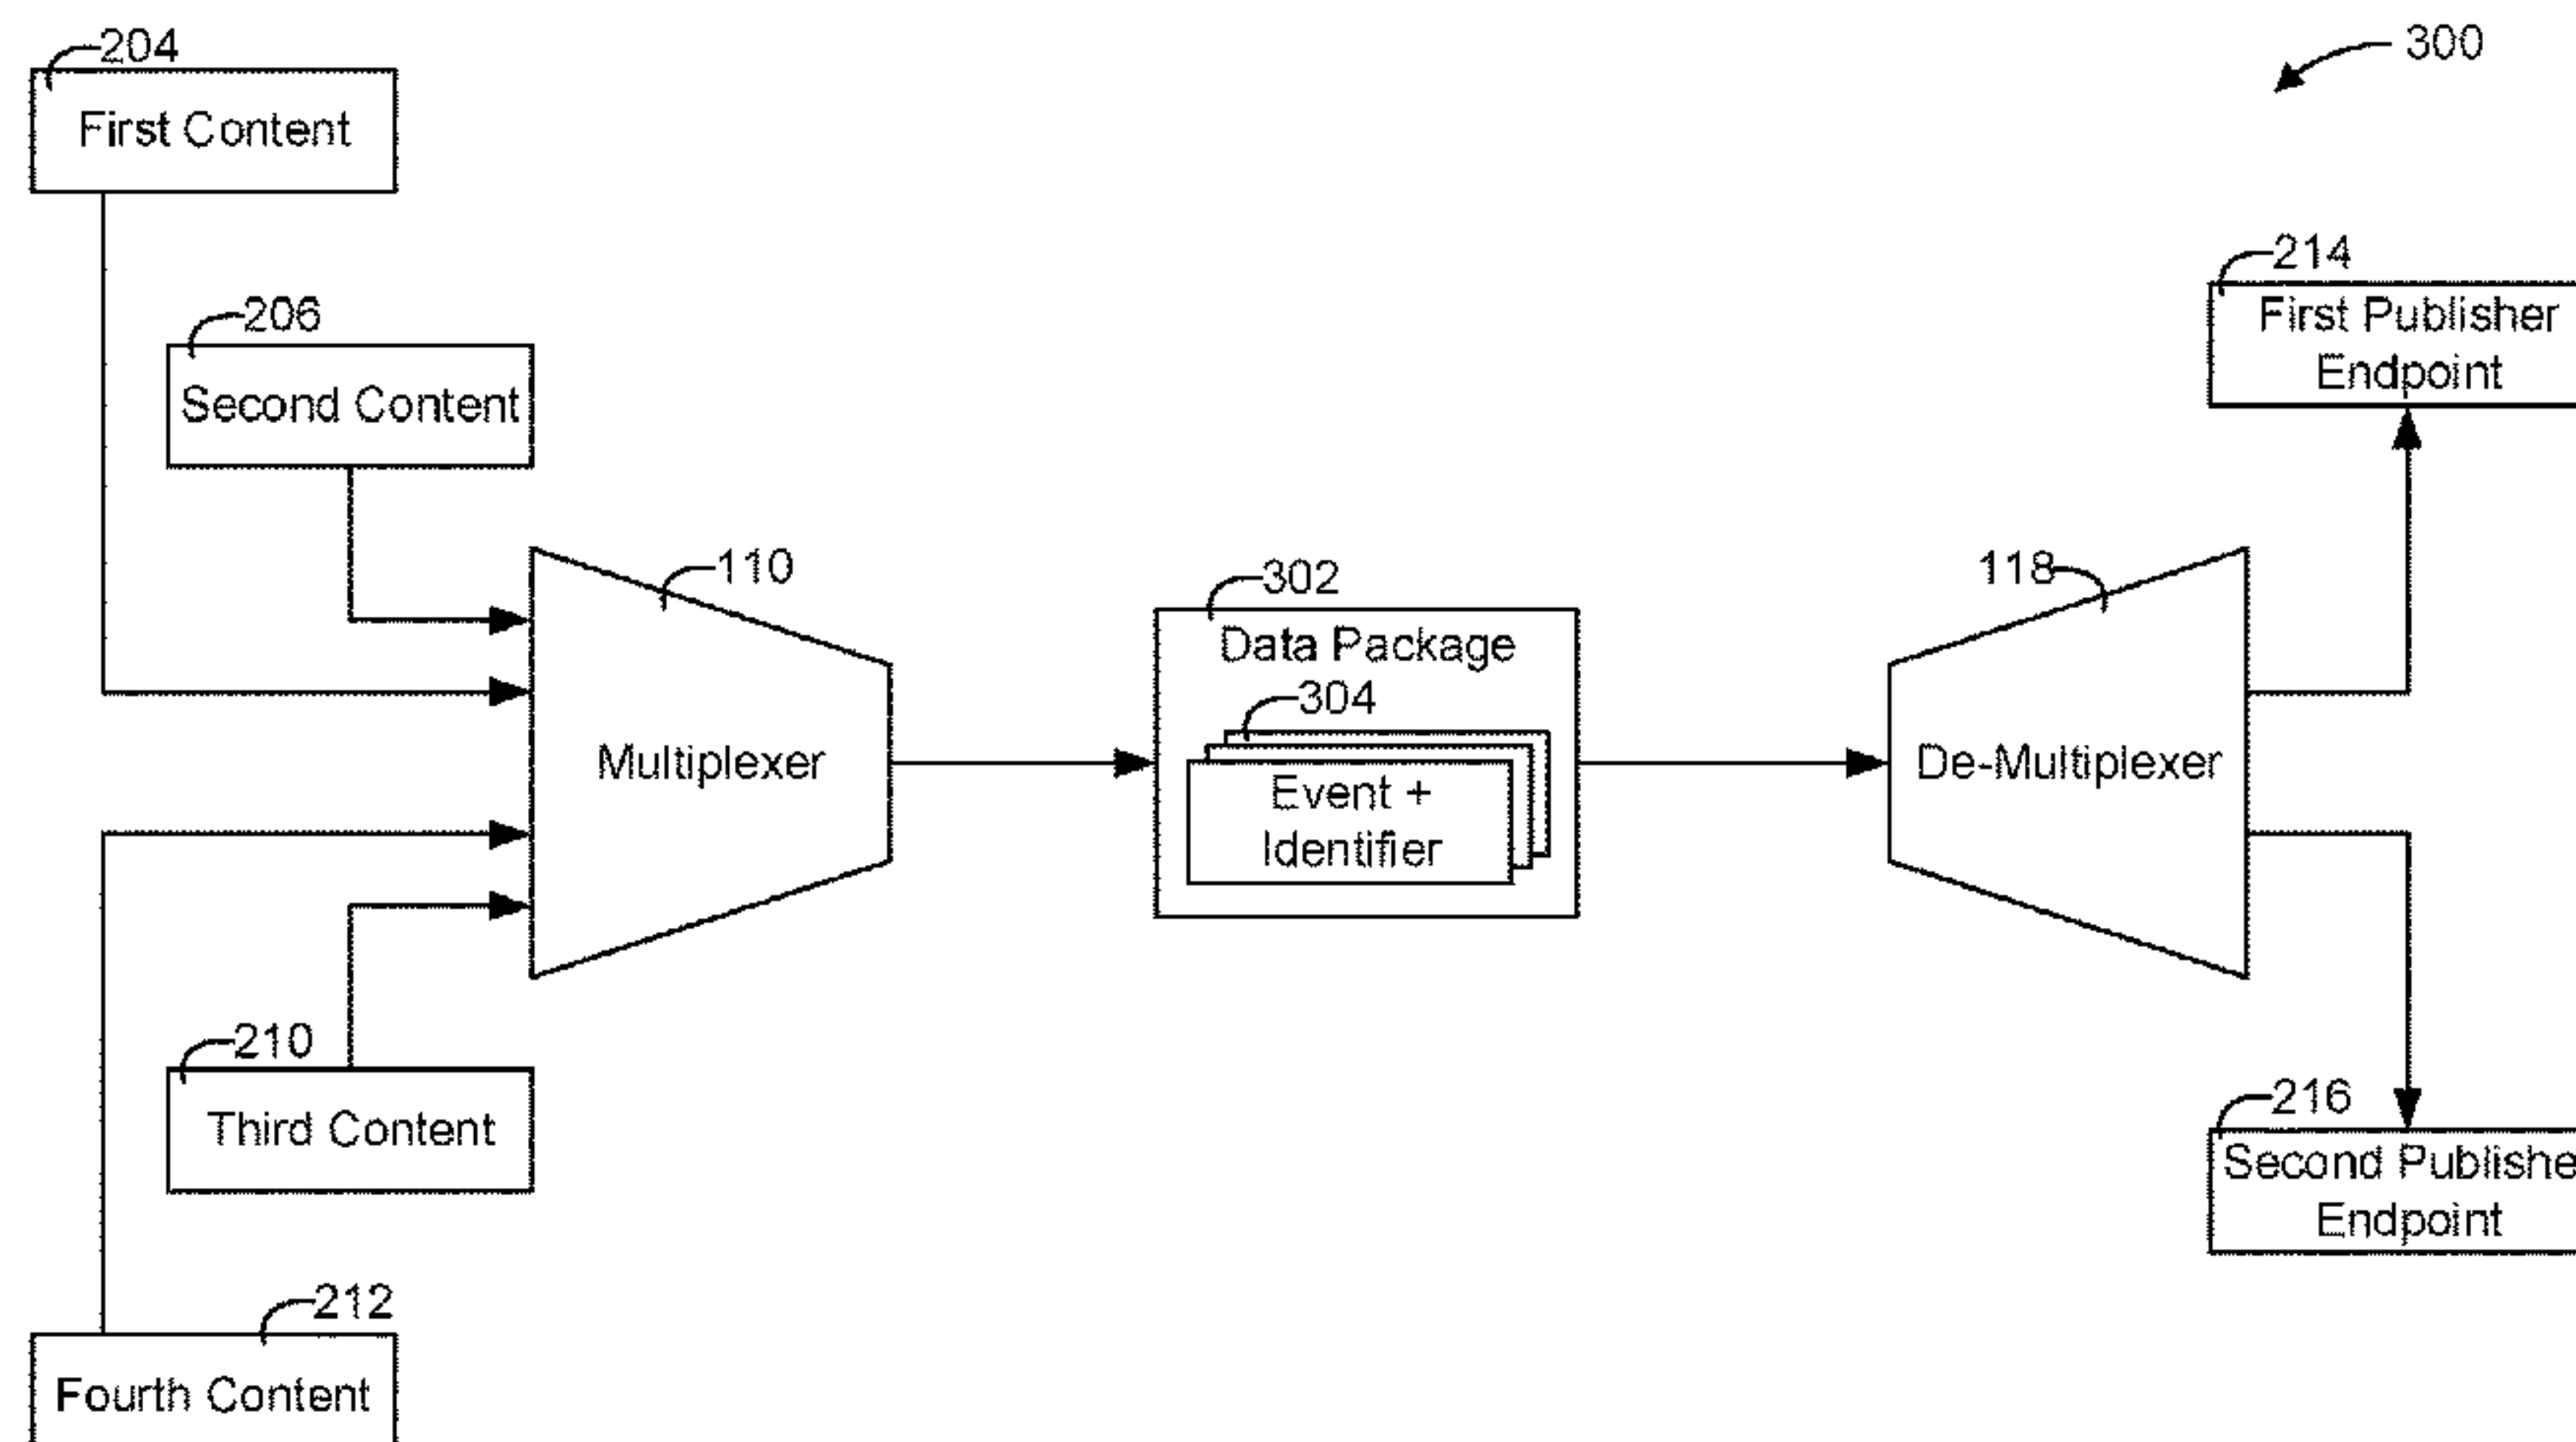 204
300
First Content
214
First Publisher
Endpoint
206
Second Content
110
302
118
Data Package
304
Multiplexer
Event +
Identifier
De-Multiplexer
210
Third Content
216
Second Publishe
Endpoint
212
Fourth Content